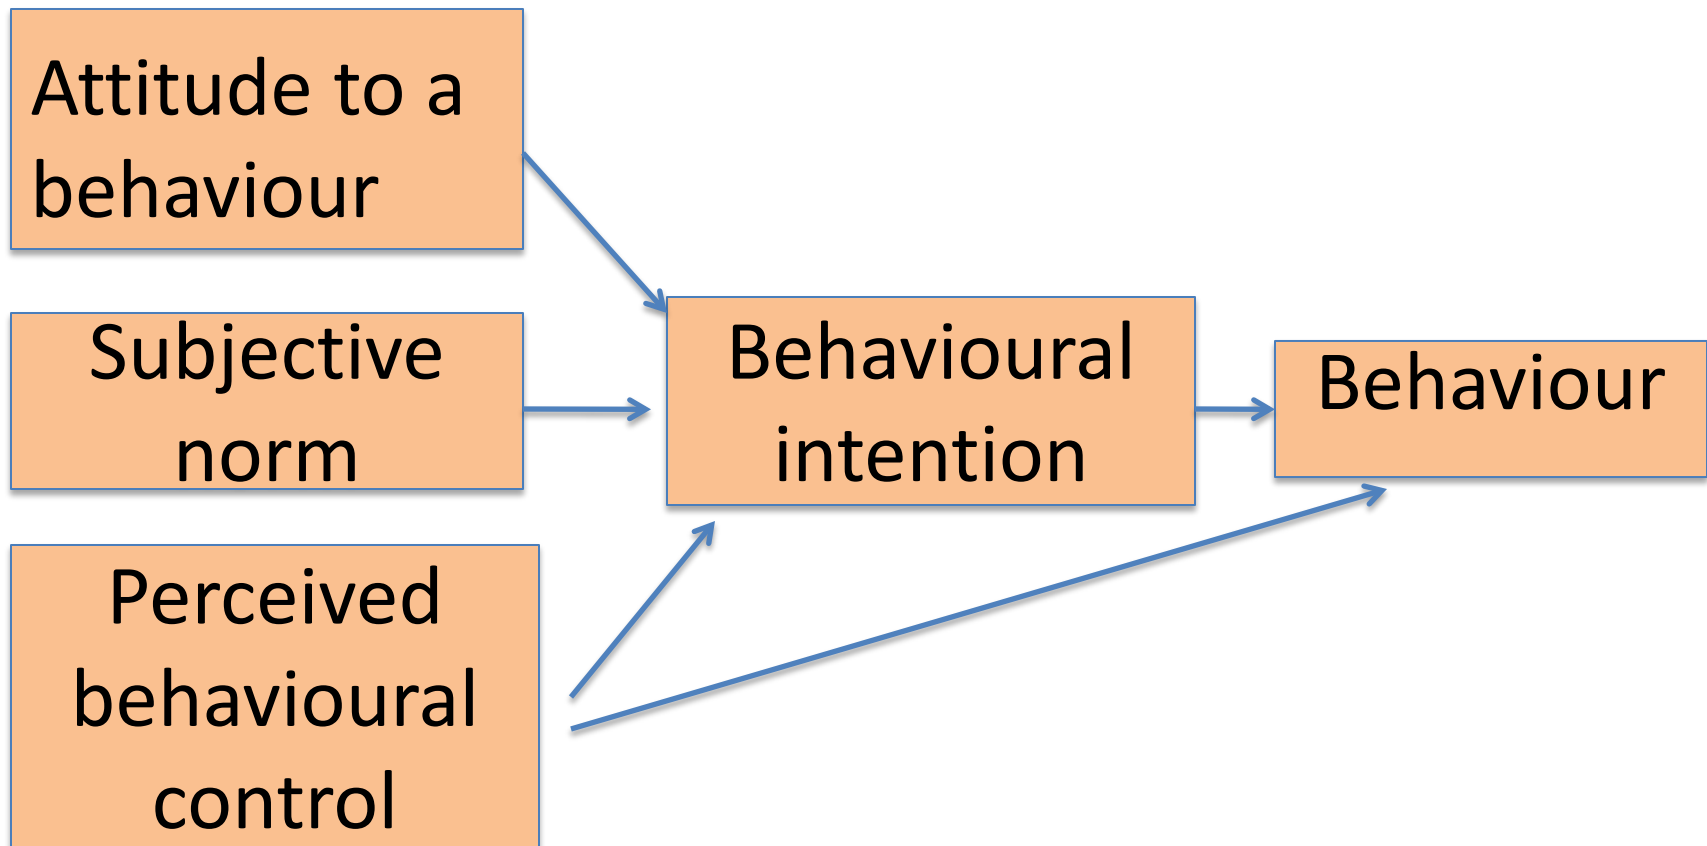 Attitude to a
behaviour
Subjective
norm
Perceived
behavioural
control
Behavioural
intention
Behaviour